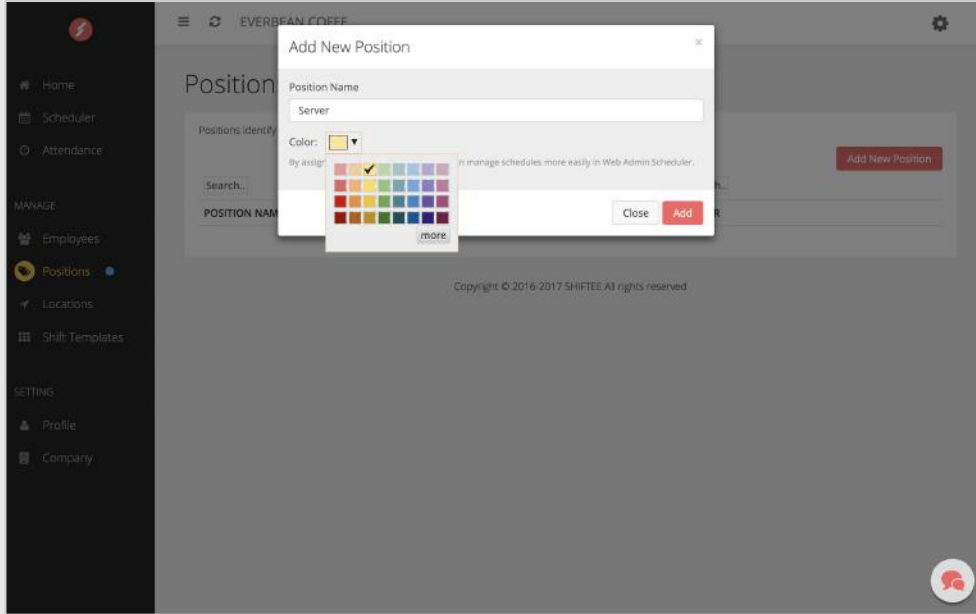 EVERBEAN COFFE
Add New Position
×
Home
Scheduler
Attendance
MANAGE
Employees
Positions
Locations
Shift Templates
SETTING
Profile
Company
Position
Positions identify
Position Name
Server
Color:
By assign
n manage schedules more easily in Web Admin Scheduler.
Add New Position
Search..
h..
POSITION NAM
R
more
Close
Add
Copyright © 2016-2017 SHIFTEE All rights reserved